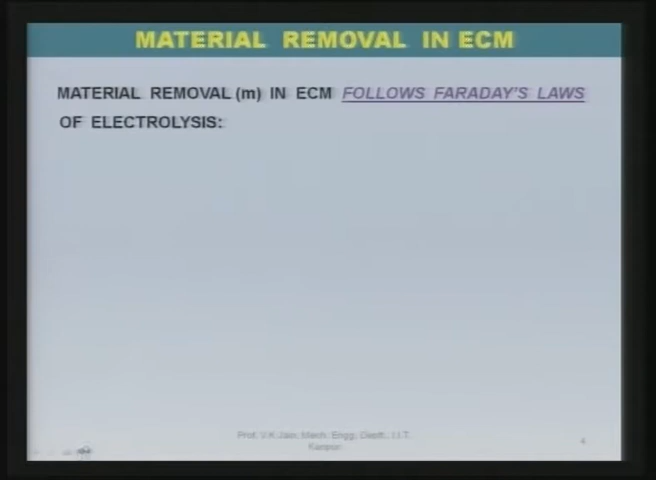 MATERIAL REMOVAL IN ECM
MATERIAL REMOVAL (m) IN ECM FOLLOWS FARADAY'S LAWS
OF ELECTROLYSIS:
Prof. V.K.Jain, Mech. Engg. Deptt., I.I.T.
Kanpur
4